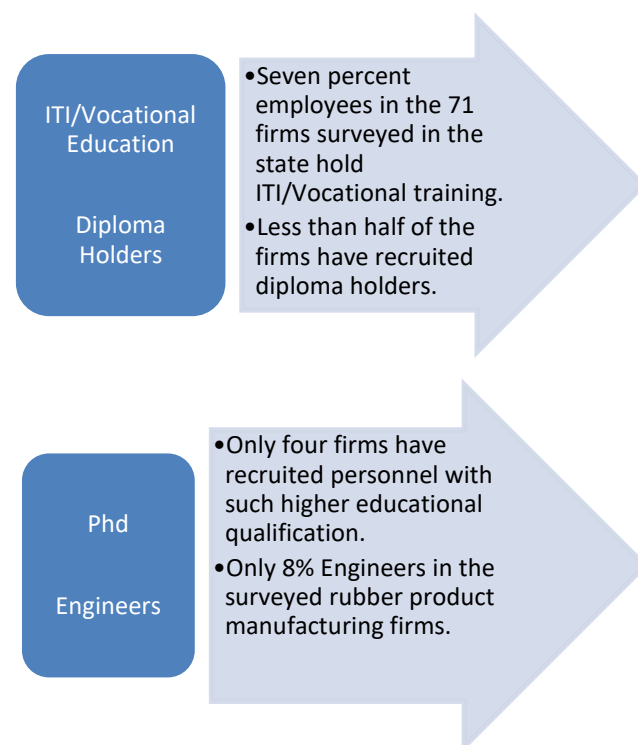 ITI/Vocational
Education
Diploma
Holders
•Seven percent
employees in the 71
firms surveyed in the
state hold
ITI/Vocational training.
•Less than half of the
firms have recruited
diploma holders.
Phd
Engineers
•Only four firms have
recruited personnel with
such higher educational
qualification.
•Only 8% Engineers in the
surveyed rubber product
manufacturing firms.